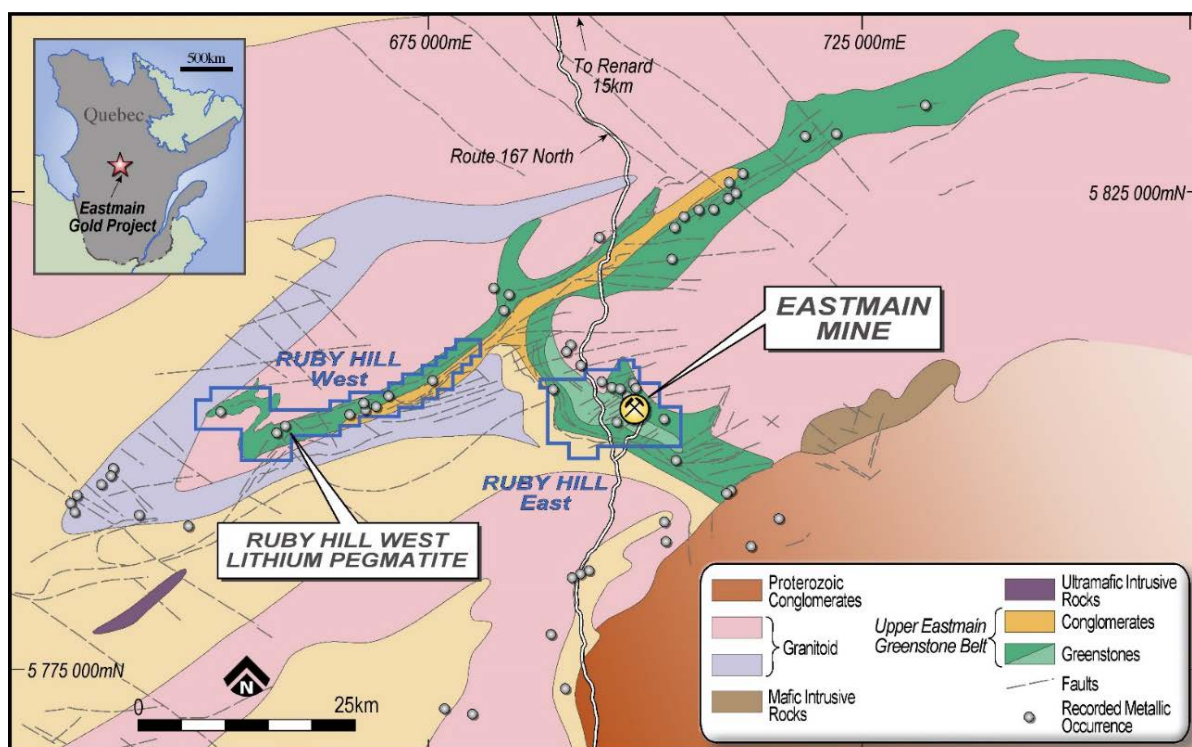 675 000mE
725 000mE
500km
Quebec
Eastmain
Gold Project
To Renard
15km
Route 167 North
5 825 000mN
EASTMAIN
MINE
RUBY HILL
West
RUBY HILL
East
RUBY HILL WEST
LITHIUM PEGMATITE
5 775 000mN
N
0
25km
Proterozoic
Conglomerates
Granitoid
Mafic Intrusive
Rocks
Ultramafic Intrusive
Rocks
Upper Eastmain
Greenstone Belt
Conglomerates
Greenstones
Faults
Recorded Metallic
Occurrence